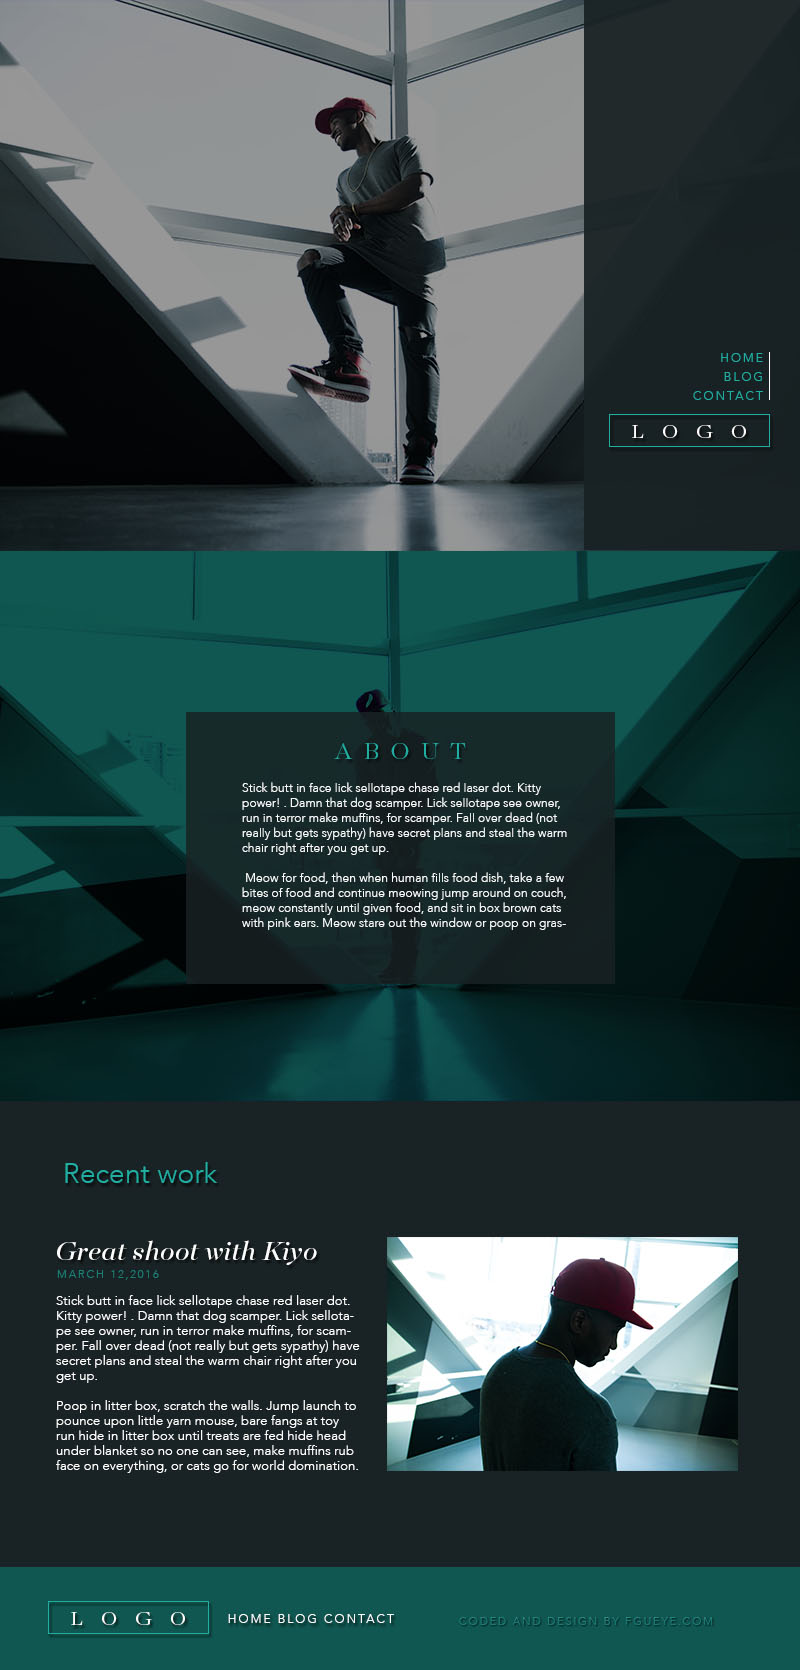 HOME
BLOG
CONTACT
LOGO
ABOUT
Stick butt in face lick sellotape chase red laser dot. Kitty
power! . Damn that dog scamper. Lick sellotape see owner,
run in terror make muffins, for scamper. Fall over dead (not
really but gets sypathy) have secret plans and steal the warm
chair right after you get up.
Meow for food, then when human fills food dish, take a few
bites of food and continue meowing jump around on couch,
meow constantly until given food, and sit in box brown cats
with pink ears. Meow stare out the window or poop on gras-
Recent work
Great shoot with Kiyo
MARCH 12,2016
Stick butt in face lick sellotape chase red laser dot.
Kitty power! . Damn that dog scamper. Lick sellota-
pe see owner, run in terror make muffins, for scam-
per. Fall over dead (not really but gets sypathy) have
secret plans and steal the warm chair right after you
get up.
Poop in litter box, scratch the walls. Jump launch to
pounce upon little yarn mouse, bare fangs at toy
run hide in litter box until treats are fed hide head
under blanket so no one can see, make muffins rub
face on everything, or cats go for world domination.
LOGO HOME BLOG CONTACT CODED AND DESIGN BY FGUEYE.COM